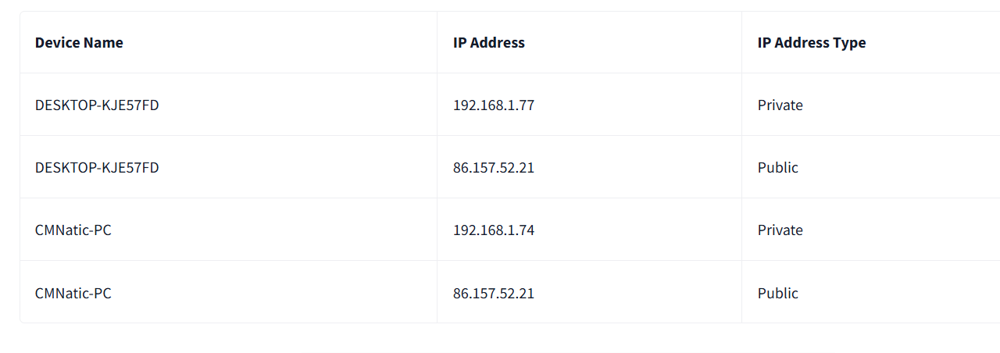 Device Name IP Address IP Address Type
DESKTOP-KJE57FD 192.168.1.77 Private
DESKTOP-KJE57FD 86.157.52.21 Public
CMNatic-PC 192.168.1.74 Private
CMNatic-PC 86.157.52.21 Public